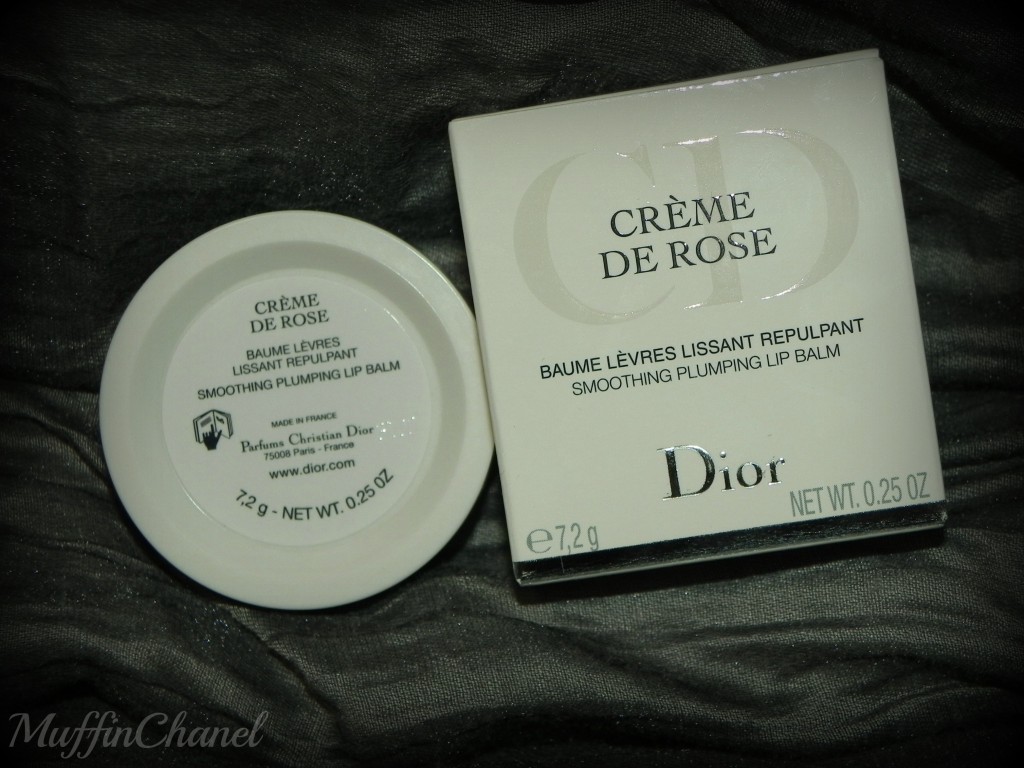 CRÈME
DE ROSE
BAUME LÈVRES
LISSANT REPULPANT
SMOOTHING PLUMPING LIP BALM
MADE IN FRANCE
Parfums Christian Dior
75008 Paris - France
www.dior.com
7,2 g - NET WT. 0.25 OZ
CD
CRÈME
DE ROSE
BAUME LÈVRES LISSANT REPULPANT
SMOOTHING PLUMPING LIP BALM
Dior
e7,2 g NET WT. 0.25 OZ
MuffinChanel